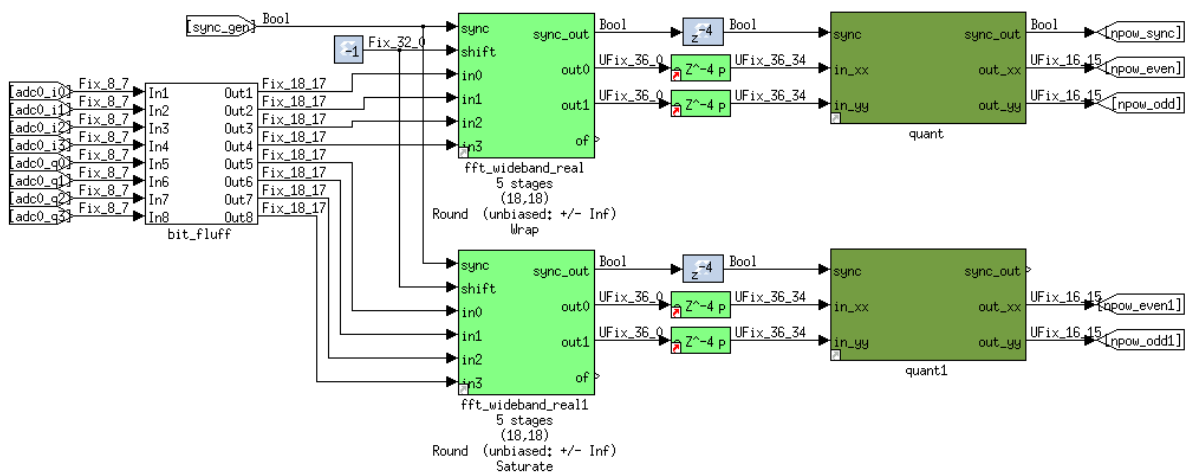 [sync_gen]
Bool
-1
Fix_32_0
[adc0_i0]
[adc0_i1]
[adc0_i2]
[adc0_i3]
[adc0_q0]
[adc0_q1]
[adc0_q2]
[adc0_q3]
Fix_8_7
Fix_8_7
Fix_8_7
Fix_8_7
Fix_8_7
Fix_8_7
Fix_8_7
Fix_8_7
In1 Out1
In2 Out2
In3 Out3
In4 Out4
In5 Out5
In6 Out6
In7 Out7
In8 Out8
bit_fluff
Fix_18_17
Fix_18_17
Fix_18_17
Fix_18_17
Fix_18_17
Fix_18_17
Fix_18_17
Fix_18_17
sync
shift
in0
in1
in2
in3
sync_out
out0
out1
of
fft_wideband_real
5 stages
(18,18)
Round (unbiased: +/- Inf)
Wrap
Bool
UFix_36_0
UFix_36_0
z-4
Z^-4 p
Z^-4 p
Bool
UFix_36_34
UFix_36_34
sync
in_xx
in_yy
sync_out
out_xx
out_yy
quant
Bool
UFix_16_15
UFix_16_15
[npow_sync]
[npow_even]
[npow_odd]
sync
shift
in0
in1
in2
in3
sync_out
out0
out1
of
fft_wideband_real1
5 stages
(18,18)
Round (unbiased: +/- Inf)
Saturate
Bool
UFix_36_0
UFix_36_0
z-4
Z^-4 p
Z^-4 p
Bool
UFix_36_34
UFix_36_34
sync
in_xx
in_yy
sync_out
out_xx
out_yy
quant1
UFix_16_15
UFix_16_15
[npow_even1]
[npow_odd1]